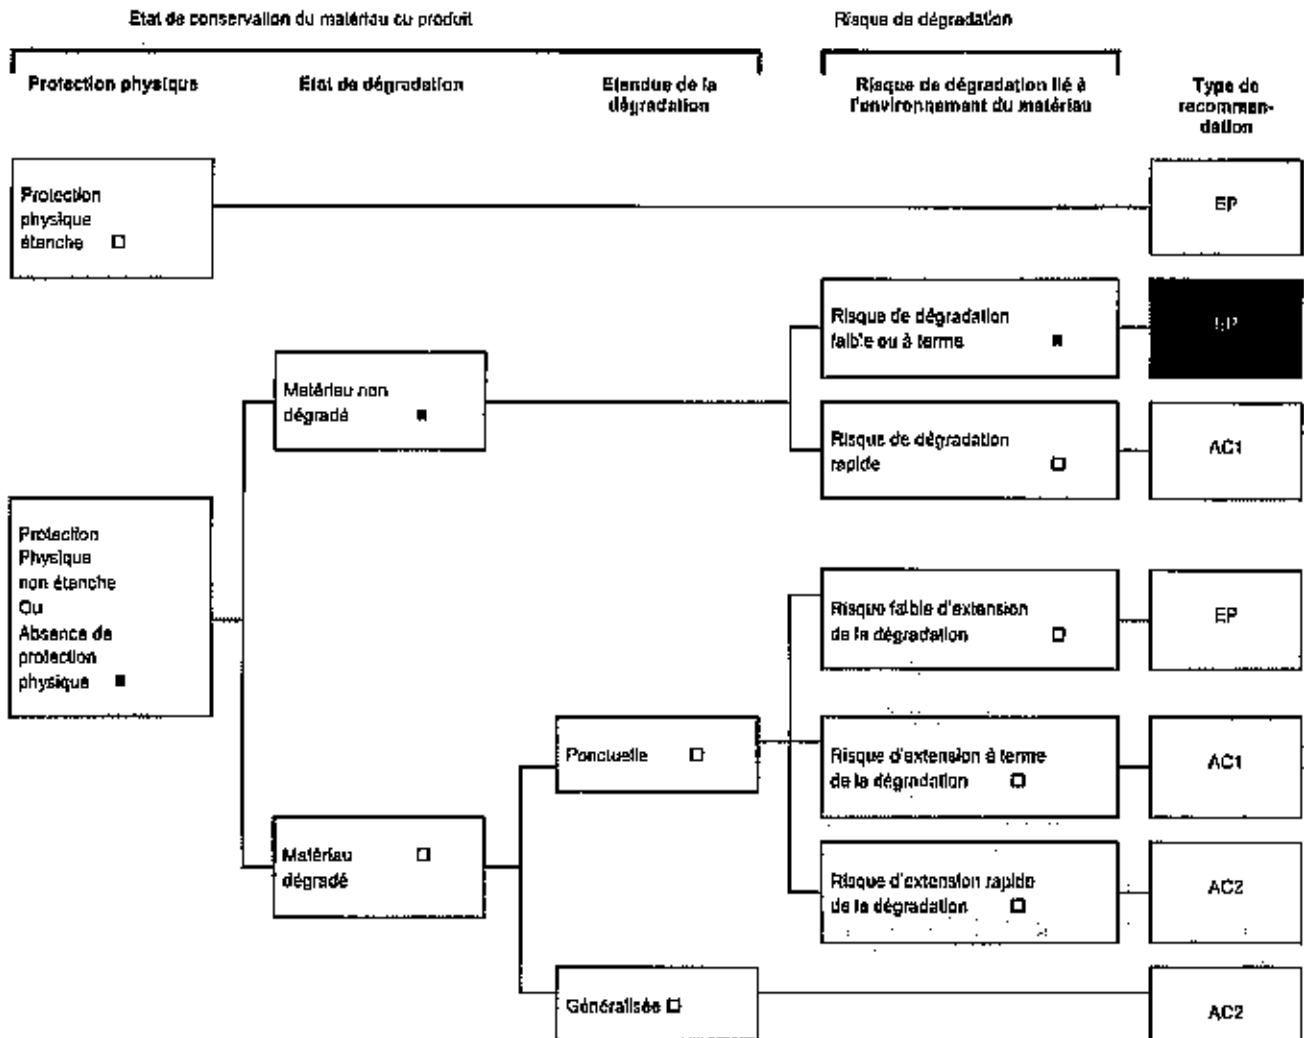 Etat de conservation du matériau ou produit
Risque de dégradation
Protection physique
Etat de dégradation
Etendue de la
dégradation
Risque de dégradation lié à
l'environnement du matériau
Type de
recommen-
dation
Protection
physique
étanche □
EP
Risque de dégradation
faible ou à terme ■
EP
Matériau non
dégradé ■
Risque de dégradation
rapide □
AC1
Protection
Physique
non étanche
Ou
Absence de
protection
physique ■
Risque faible d'extension
de la dégradation □
EP
Ponctuelle □
Risque d'extension à terme
de la dégradation □
AC1
Matériau □
dégradé
Risque d'extension rapide
de la dégradation □
AC2
Généralisée □
AC2